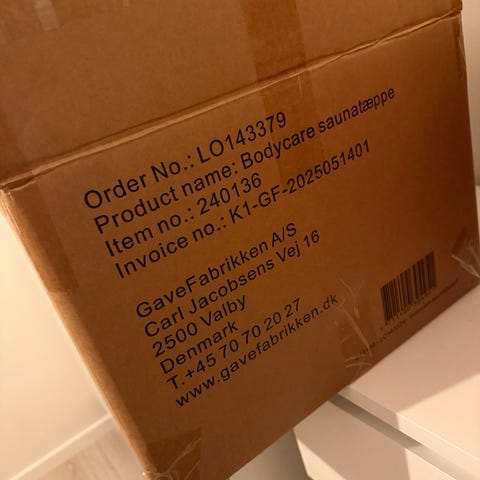 Order No.: LO143379
Product name: Bodycare saunatæppe
Item no.: 240136
Invoice no.: K1-GF-2025051401
GaveFabrikken A/S
Carl Jacobsens Vej 16
2500 Valby
Denmark
T.+45 70 70 20 27
www.gavefabrikken.dk